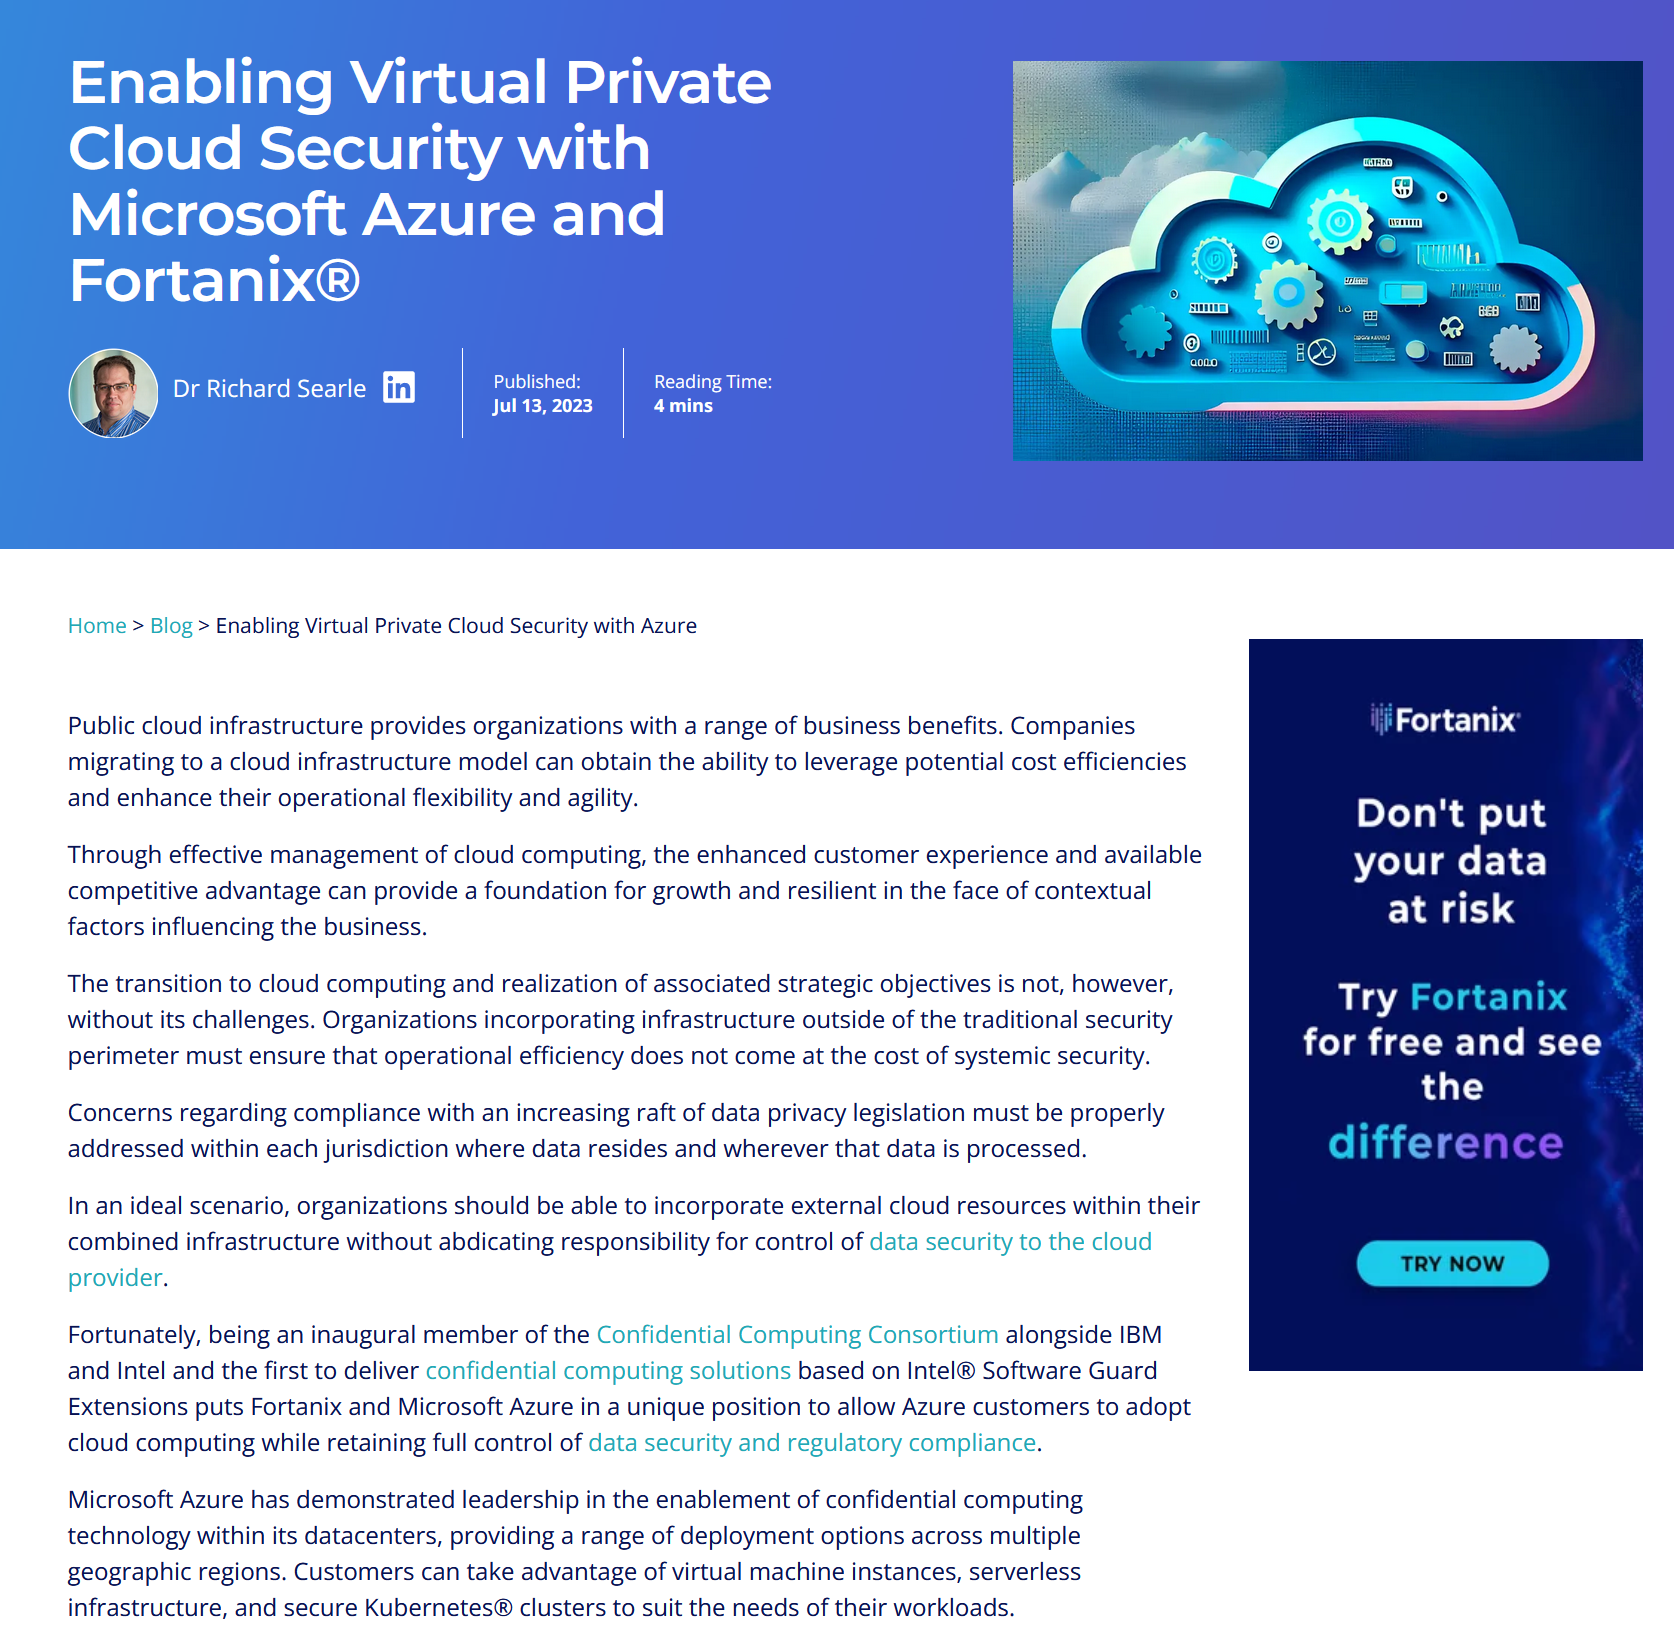 Enabling Virtual Private
Cloud Security with
Microsoft Azure and
Fortanix®
Dr Richard Searle
in
Published:
Jul 13, 2023
Reading Time:
4 mins
Home > Blog > Enabling Virtual Private Cloud Security with Azure
Public cloud infrastructure provides organizations with a range of business benefits. Companies
migrating to a cloud infrastructure model can obtain the ability to leverage potential cost efficiencies
and enhance their operational flexibility and agility.
Through effective management of cloud computing, the enhanced customer experience and available
competitive advantage can provide a foundation for growth and resilient in the face of contextual
factors influencing the business.
The transition to cloud computing and realization of associated strategic objectives is not, however,
without its challenges. Organizations incorporating infrastructure outside of the traditional security
perimeter must ensure that operational efficiency does not come at the cost of systemic security.
Concerns regarding compliance with an increasing raft of data privacy legislation must be properly
addressed within each jurisdiction where data resides and wherever that data is processed.
In an ideal scenario, organizations should be able to incorporate external cloud resources within their
combined infrastructure without abdicating responsibility for control of data security to the cloud
provider.
Fortunately, being an inaugural member of the Confidential Computing Consortium alongside IBM
and Intel and the first to deliver confidential computing solutions based on Intel® Software Guard
Extensions puts Fortanix and Microsoft Azure in a unique position to allow Azure customers to adopt
cloud computing while retaining full control of data security and regulatory compliance.
Microsoft Azure has demonstrated leadership in the enablement of confidential computing
technology within its datacenters, providing a range of deployment options across multiple
geographic regions. Customers can take advantage of virtual machine instances, serverless
infrastructure, and secure Kubernetes® clusters to suit the needs of their workloads.
Fortanix
Don't put
your data
at risk
Try Fortanix
for free and see
the
difference
TRY NOW